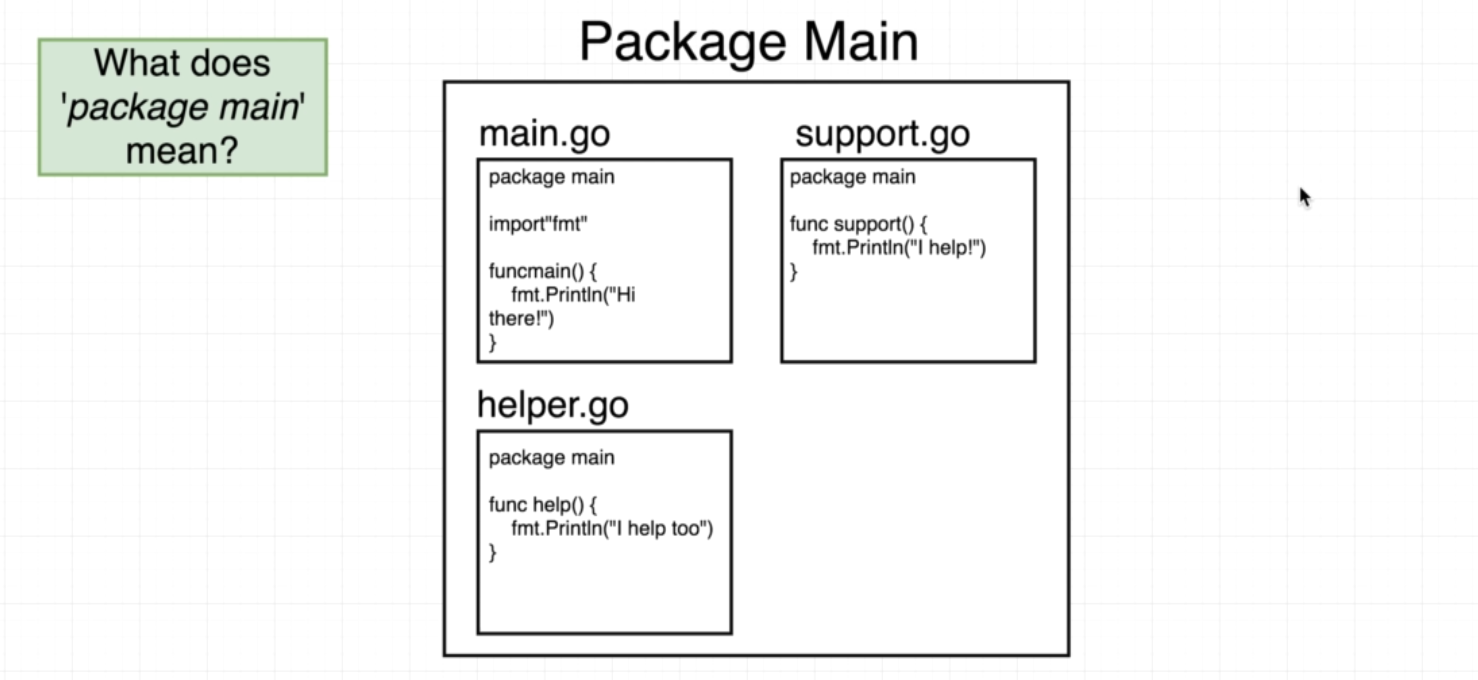 What does
'package main'
mean?
Package Main
main.go
package main
import"fmt"
funcmain() {
fmt.Println("Hi
there!")
}
support.go
package main
func support() {
fmt.Println("I help!")
}
helper.go
package main
func help() {
fmt.Println("I help too")
}